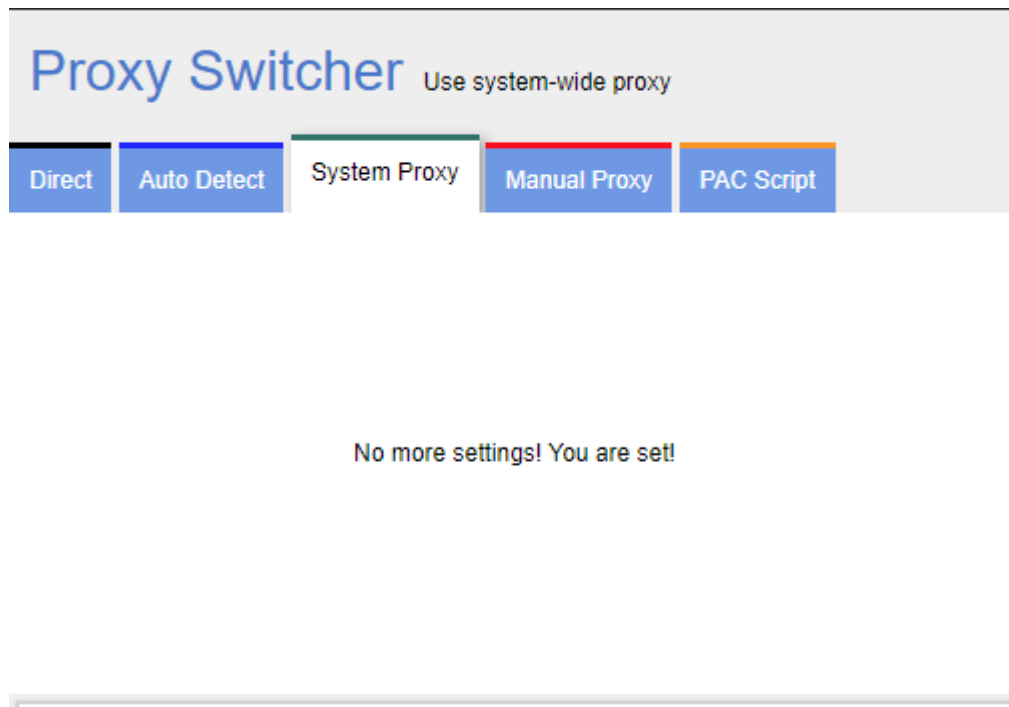 Proxy Switcher Use system-wide proxy
Direct Auto Detect System Proxy Manual Proxy PAC Script
No more settings! You are set!